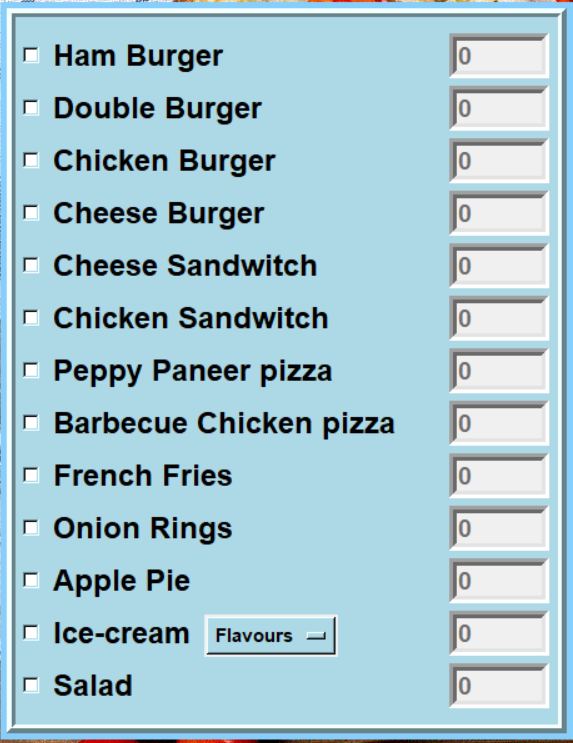 Ham Burger 0
Double Burger 0
Chicken Burger 0
Cheese Burger 0
Cheese Sandwitch 0
Chicken Sandwitch 0
Peppy Paneer pizza 0
Barbecue Chicken pizza 0
French Fries 0
Onion Rings 0
Apple Pie 0
Ice-cream Flavours 0
Salad 0